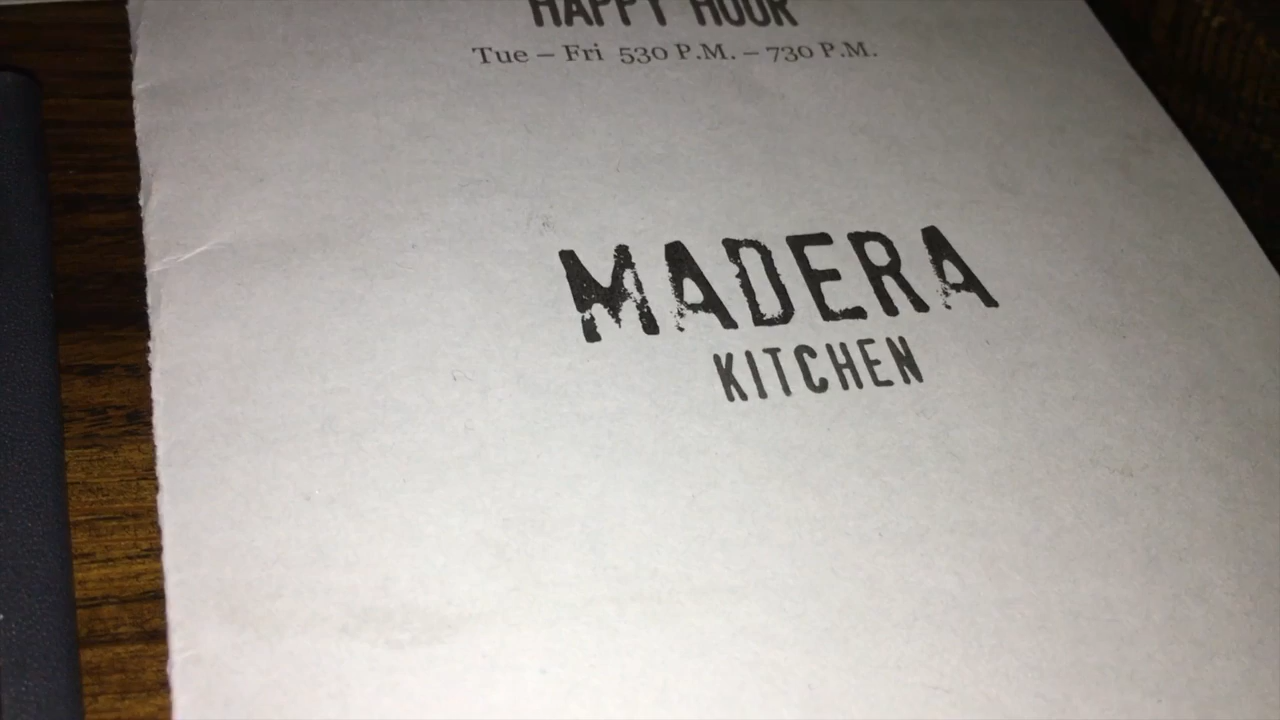 HAPPY HOUR
Tue – Fri 530 P.M. – 730 P.M.
MADERA
KITCHEN